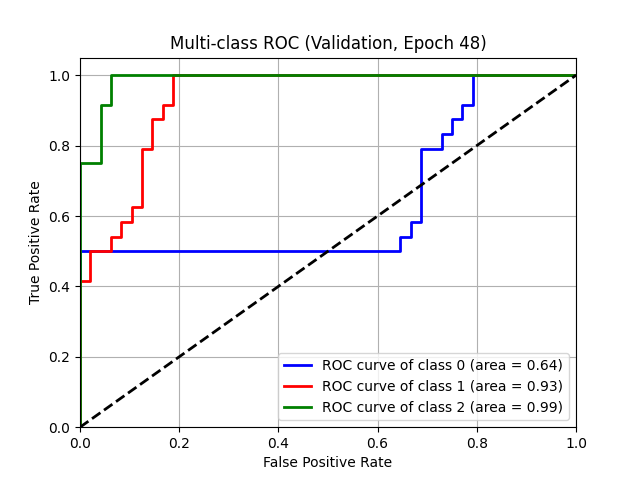 Multi-class ROC (Validation, Epoch 48)
True Positive Rate
1.0
0.8
0.6
0.4
0.2
0.0
ROC curve of class 0 (area = 0.64)
ROC curve of class 1 (area = 0.93)
ROC curve of class 2 (area = 0.99)
0.0 0.2 0.4 0.6 0.8 1.0
False Positive Rate